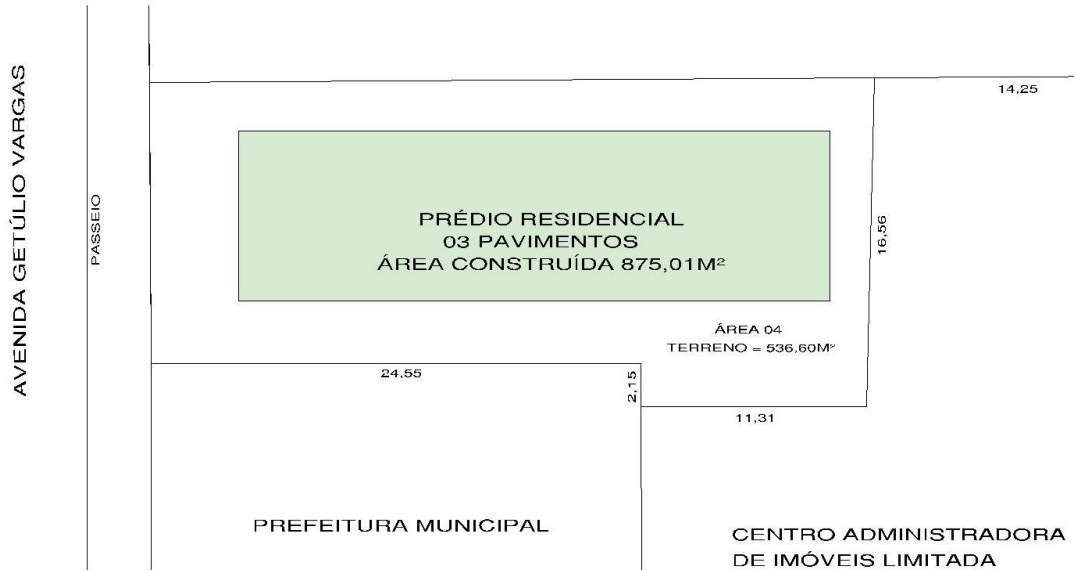 AVENIDA GETÚLIO VARGAS
PASSEIO
14,25
PRÉDIO RESIDENCIAL
03 PAVIMENTOS
ÁREA CONSTRUÍDA 875,01M²
16,56
ÁREA 04
TERRENO = 536,60M²
24,55
2,15
11,31
PREFEITURA MUNICIPAL
CENTRO ADMINISTRADORA
DE IMÓVEIS LIMITADA